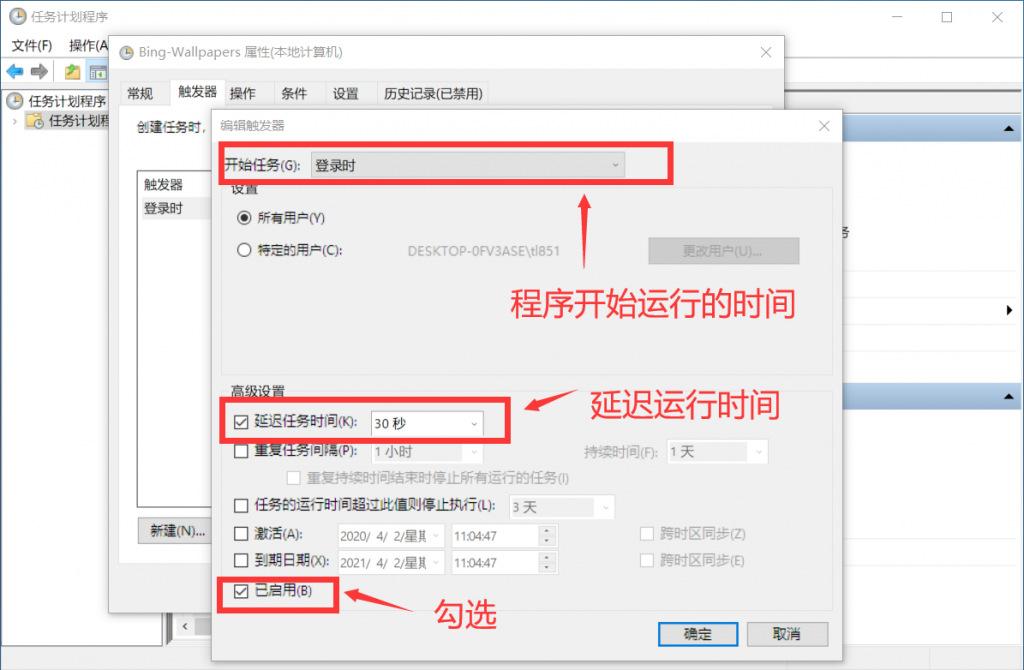 任务计划程序
文件(F) 操作(A
Bing-Wallpapers 属性(本地计算机)
任务计划程序
任务计划程
常规 触发器 操作 条件 设置 历史记录(已禁用)
创建任务时,
触发器
登录时
新建(N)...
编辑触发器
开始任务(G): 登录时
设置
所有用户(Y)
特定的用户(C): DESKTOP-0FV3ASE\tl851 更改用户(U)...
程序开始运行的时间
高级设置
延迟任务时间(K): 30 秒
延迟运行时间
重复任务间隔(P): 1 小时 持续时间(F): 1 天
重复持续时间结束时停止所有运行的任务(I)
任务的运行时间超过此值则停止执行(L): 3 天
激活(A): 2020/ 4/ 2/星期 11:04:47 跨时区同步(Z)
到期日期(X): 2021/ 4/ 2/星期 11:04:47 跨时区同步(E)
已启用(B)
勾选
确定 取消
务